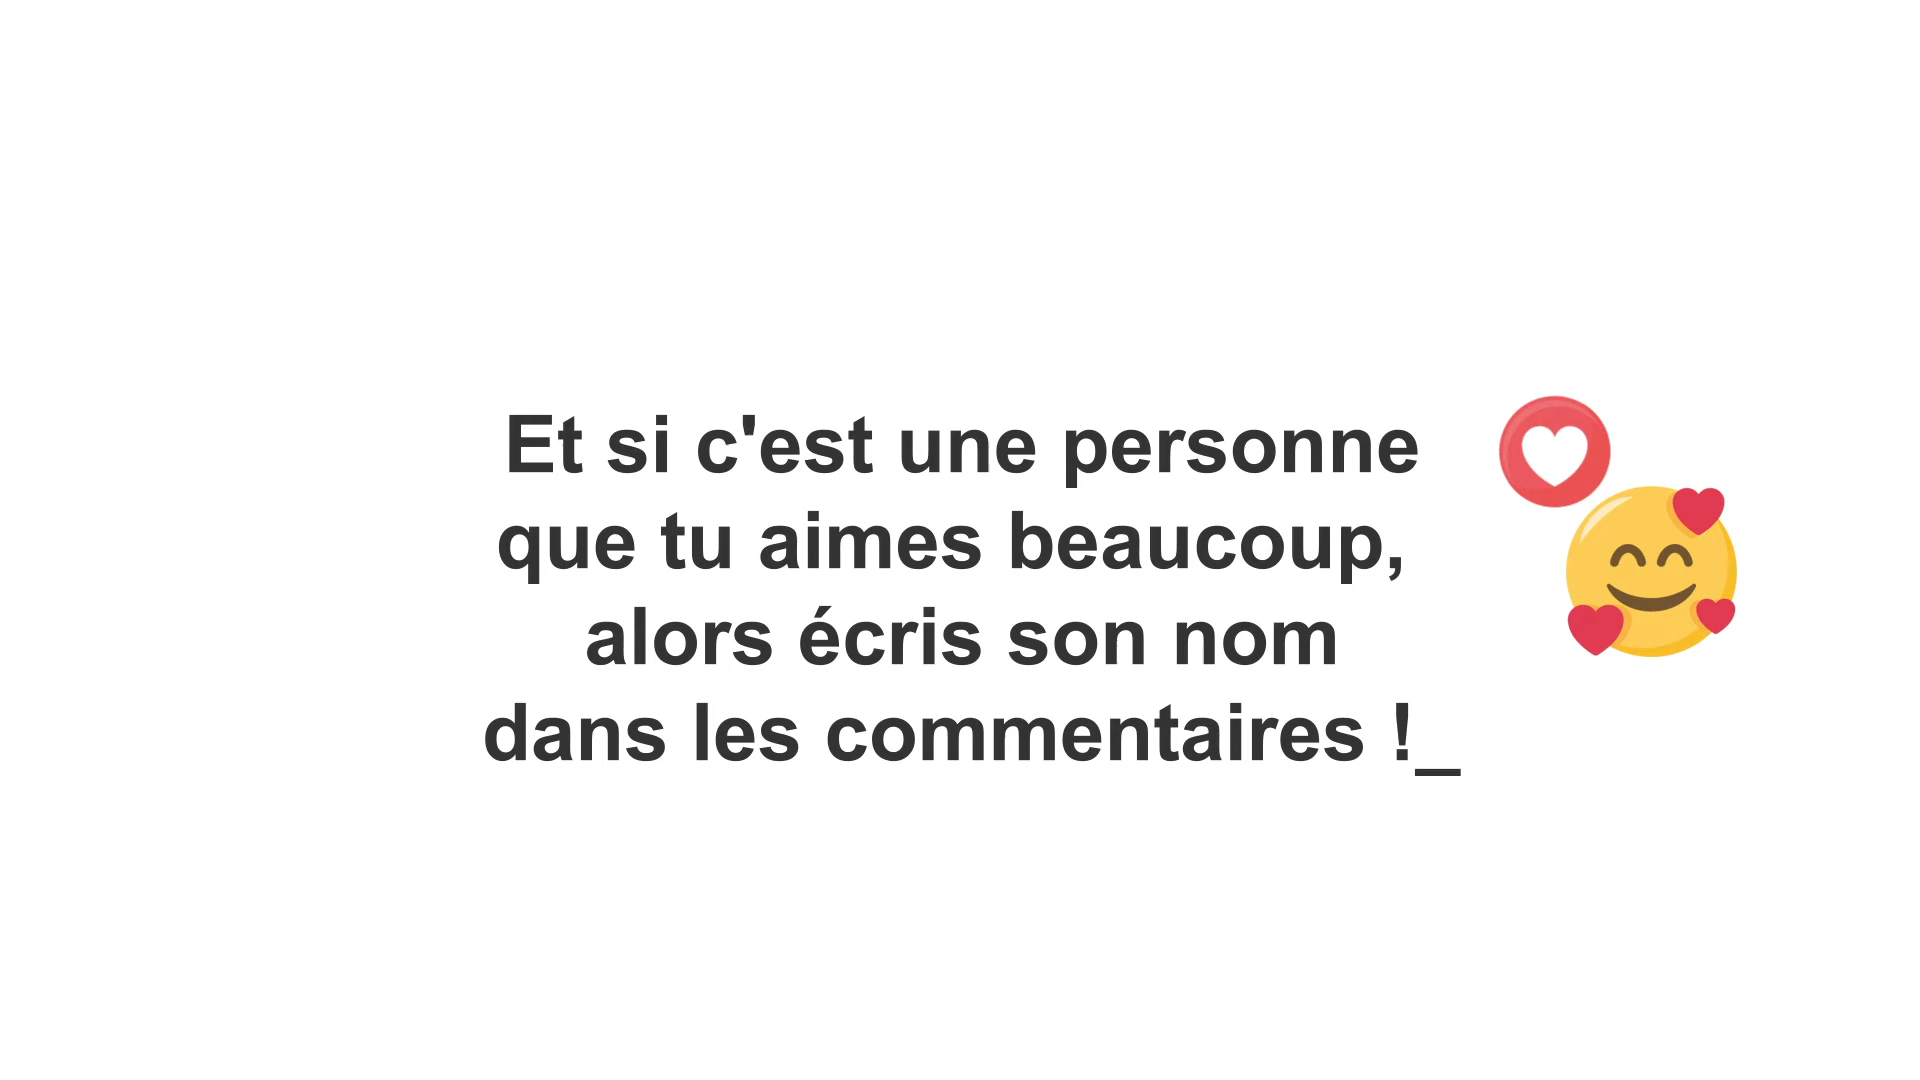 Et si c'est une personne
que tu aimes beaucoup,
alors écris son nom
dans les commentaires !_